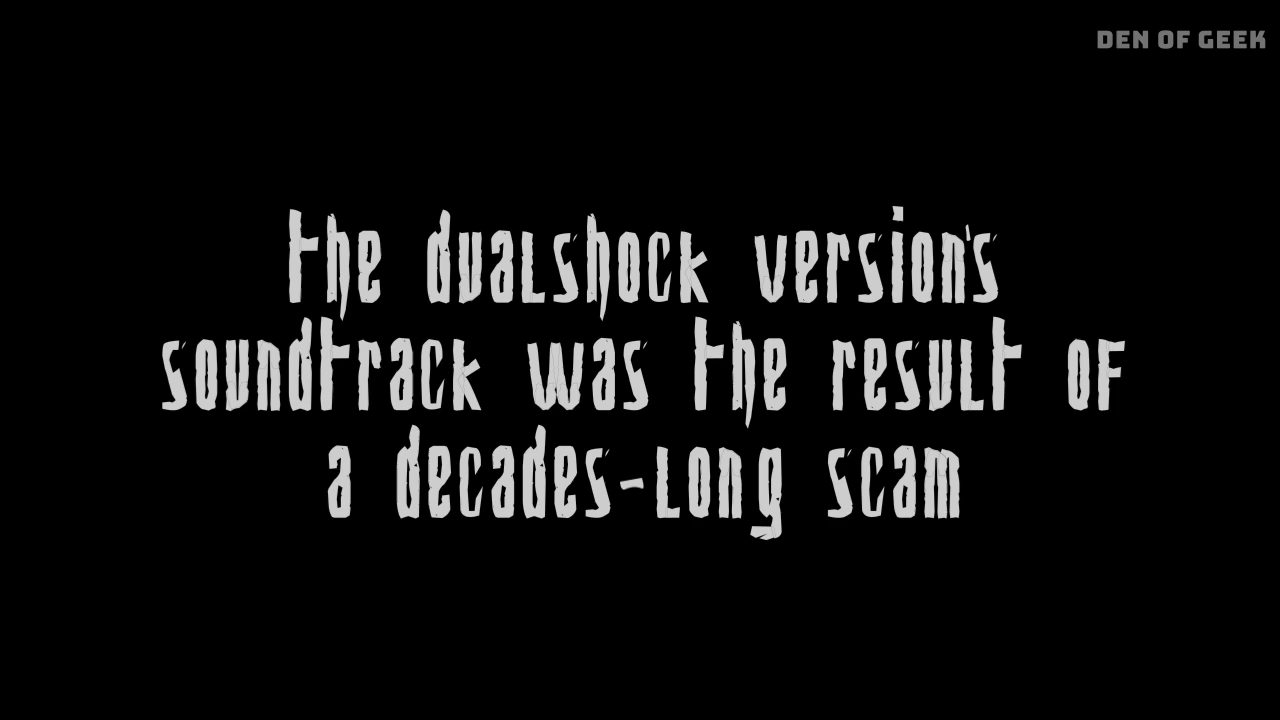 DEN OF GEEK
the dualshock version's
soundtrack was the result of
a decades-long scam